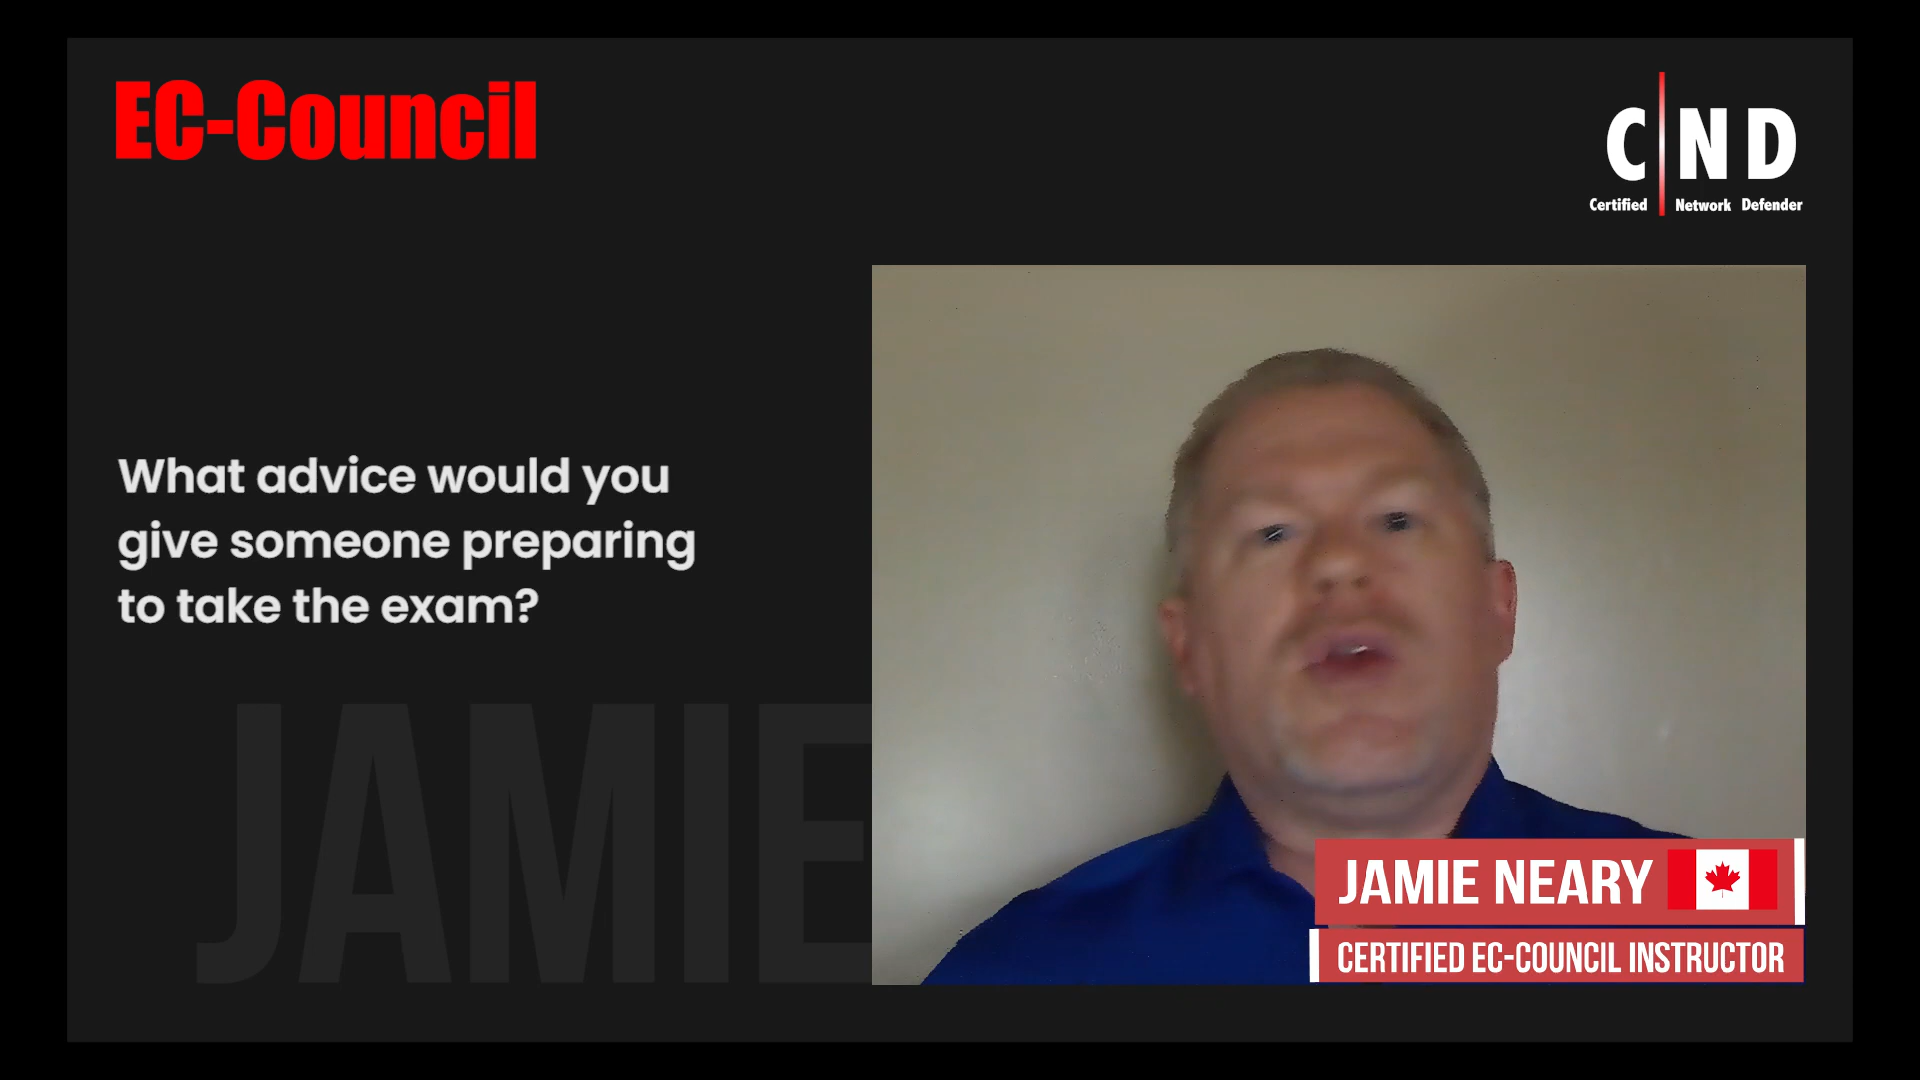 EC-Council
C|ND
Certified Network Defender
What advice would you
give someone preparing
to take the exam?
JAMIE
JAMIE NEARY
CERTIFIED EC-COUNCIL INSTRUCTOR